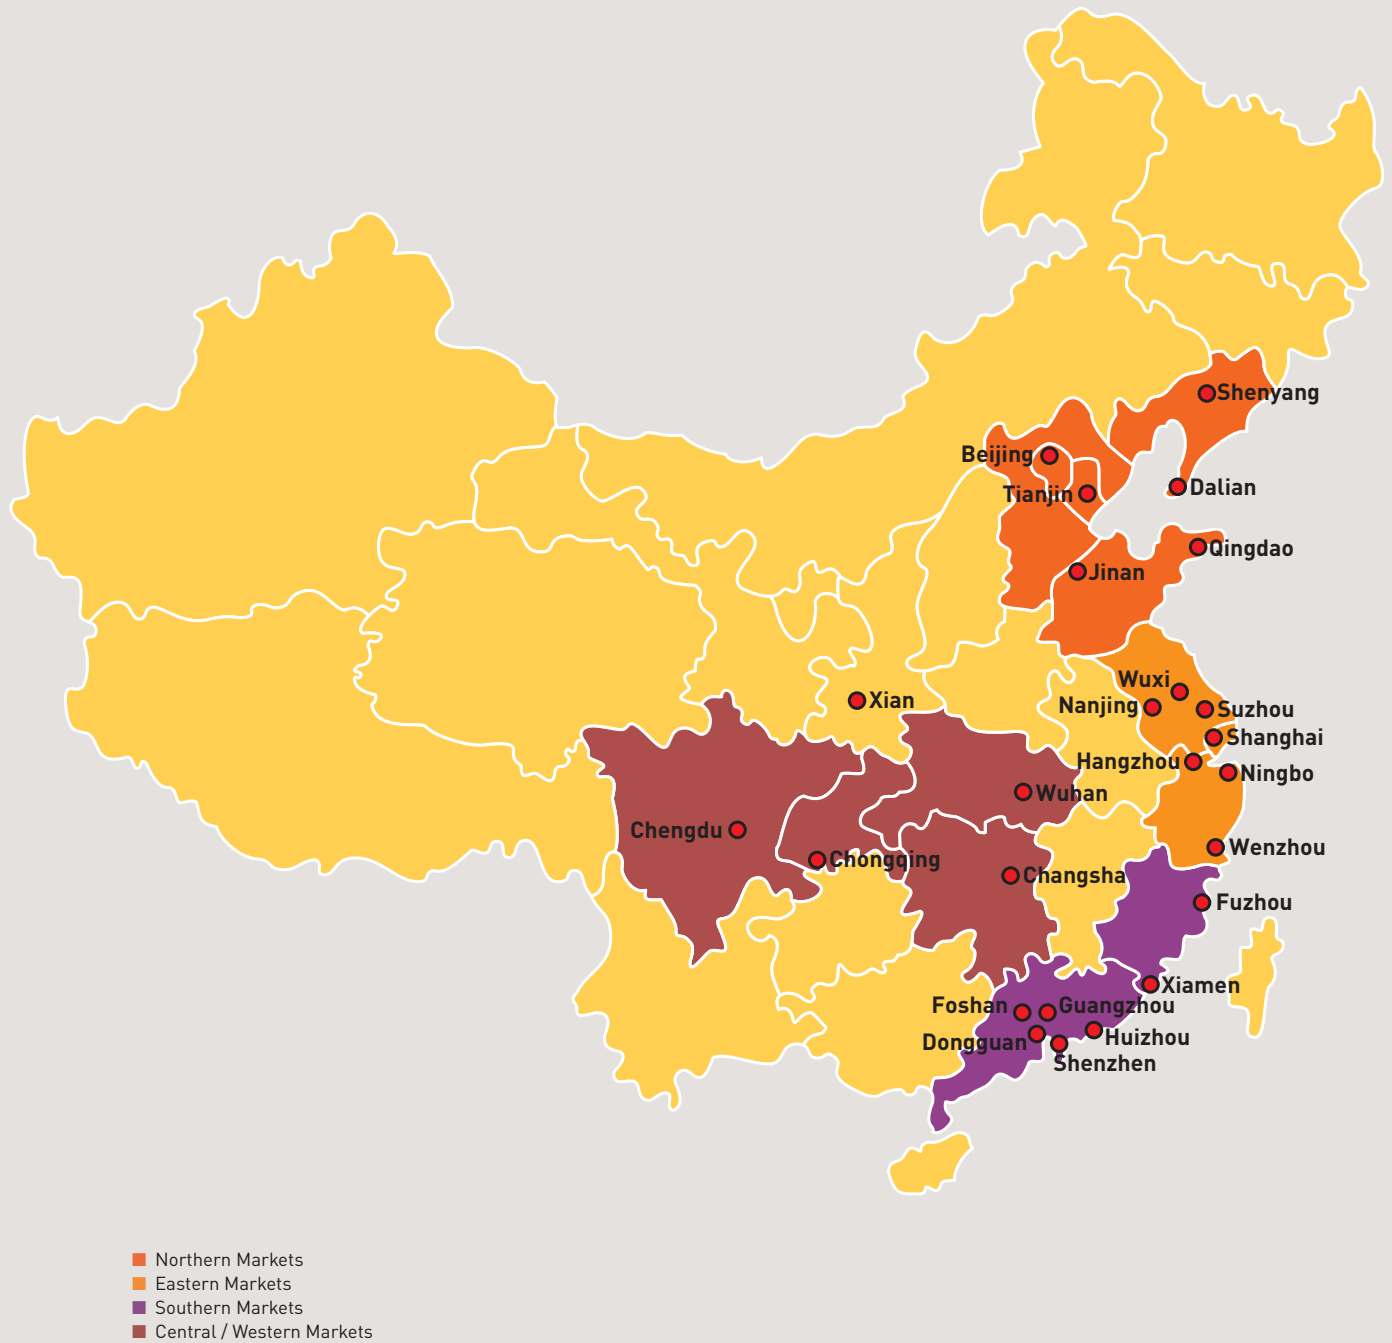 Shenyang
Beijing
Dalian
Tianjin
Qingdao
Jinan
Wuxi
Xian
Nanjing
Suzhou
Shanghai
Hangzhou
Ningbo
Wuhan
Chengdu
Wenzhou
Chongqing
Changsha
Fuzhou
Xiamen
Foshan
Guangzhou
Huizhou
Dongguan
Shenzhen
Northern Markets
Eastern Markets
Southern Markets
Central / Western Markets